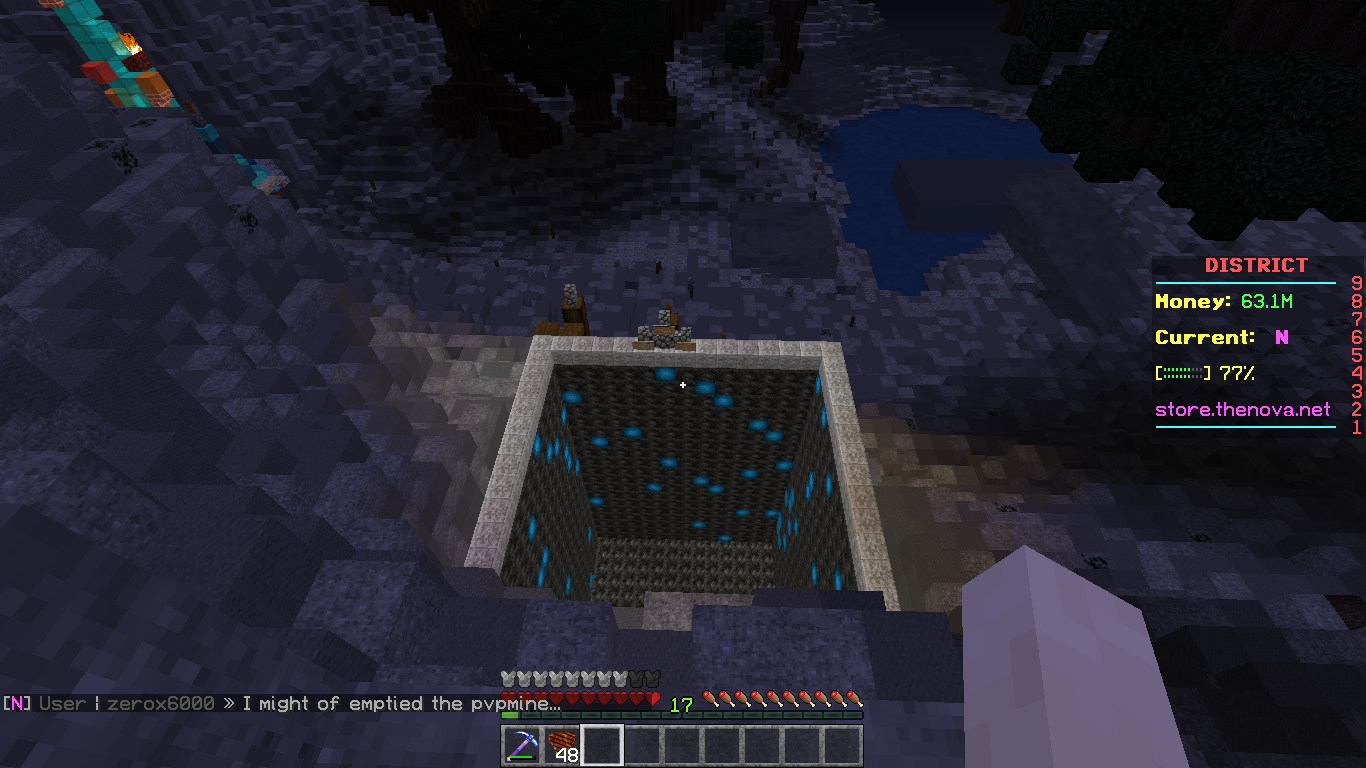 DISTRICT
9
Money: 63.1M
8
7
Current: N
6
5
[::::::::::] 77%
4
3
store.thenova.net
2
1
[N] User | zerox6000 » I might of emptied the pvpmine...
17
48